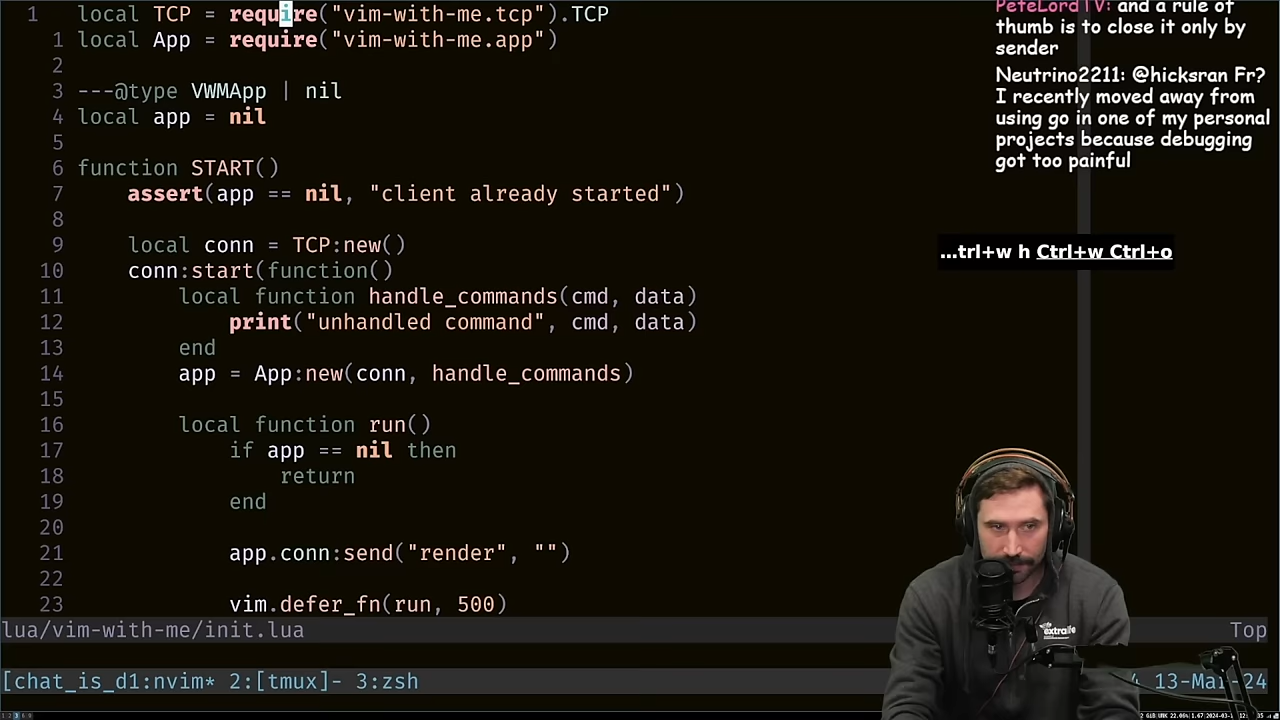 1 local TCP = require("vim-with-me.tcp").TCP
1 local App = require("vim-with-me.app")
2
3 ---@type VWMApp | nil
4 local app = nil
5
6 function START()
7 assert(app == nil, "client already started")
8
9 local conn = TCP:new()
10 conn:start(function()
11 local function handle_commands(cmd, data)
12 print("unhandled command", cmd, data)
13 end
14 app = App:new(conn, handle_commands)
15
16 local function run()
17 if app == nil then
18 return
19 end
20
21 app.conn:send("render", "")
22
23 vim.defer_fn(run, 500)
lua/vim-with-me/init.lua Top
[chat_is_d1:nvim* 2:[tmux]- 3:zsh 4 13-Mar-24
PeteLordTV: and a rule of
thumb is to close it only by
sender
Neutrino2211: @hicksran Fr?
I recently moved away from
using go in one of my personal
projects because debugging
got too painful
...trl+w h Ctrl+w Ctrl+o
extralife